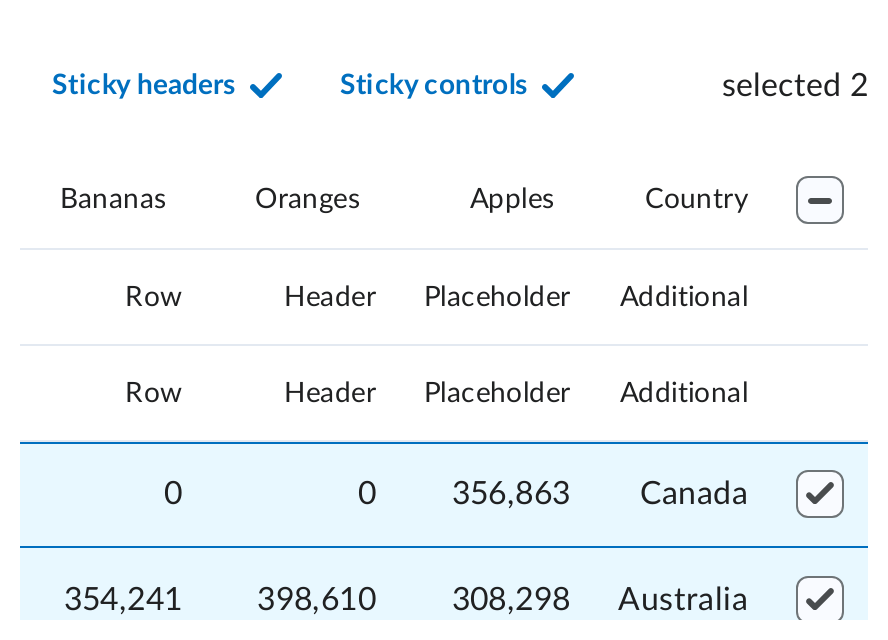 Sticky headers Sticky controls selected 2
Bananas Oranges Apples Country
Row Header Placeholder Additional
Row Header Placeholder Additional
0 0 356,863 Canada
354,241 398,610 308,298 Australia